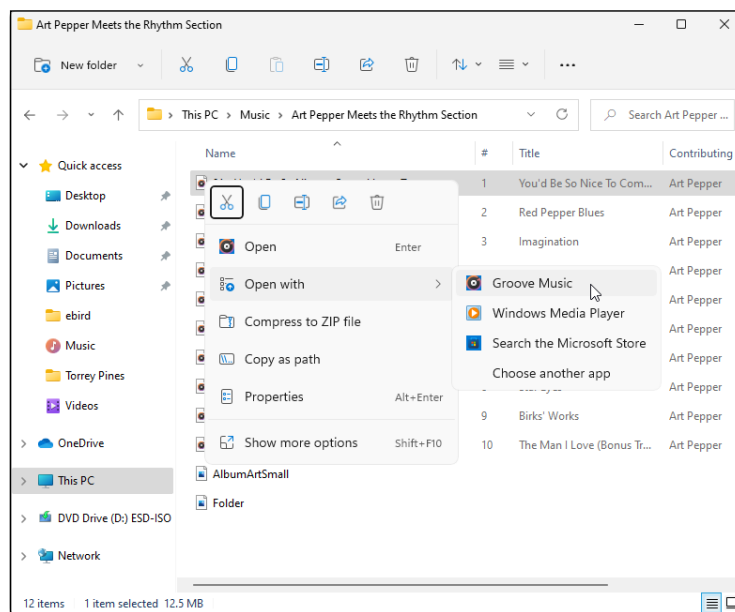 Art Pepper Meets the Rhythm Section
New folder
This PC > Music > Art Pepper Meets the Rhythm Section
Search Art Pepper ...
Name # Title Contributing
Quick access
Desktop
Downloads
Documents
Pictures
ebird
Music
Torrey Pines
Videos
OneDrive
This PC
DVD Drive (D:) ESD-ISO
Network
1 You'd Be So Nice To Com... Art Pepper
2 Red Pepper Blues Art Pepper
3 Imagination Art Pepper
Art Pepper
Art Pepper
Art Pepper
Art Pepper
Art Pepper
9 Birks' Works Art Pepper
10 The Man I Love (Bonus Tr... Art Pepper
AlbumArtSmall
Folder
Open Enter
Open with
Compress to ZIP file
Copy as path
Properties Alt+Enter
Show more options Shift+F10
Groove Music
Windows Media Player
Search the Microsoft Store
Choose another app
12 items 1 item selected 12.5 MB